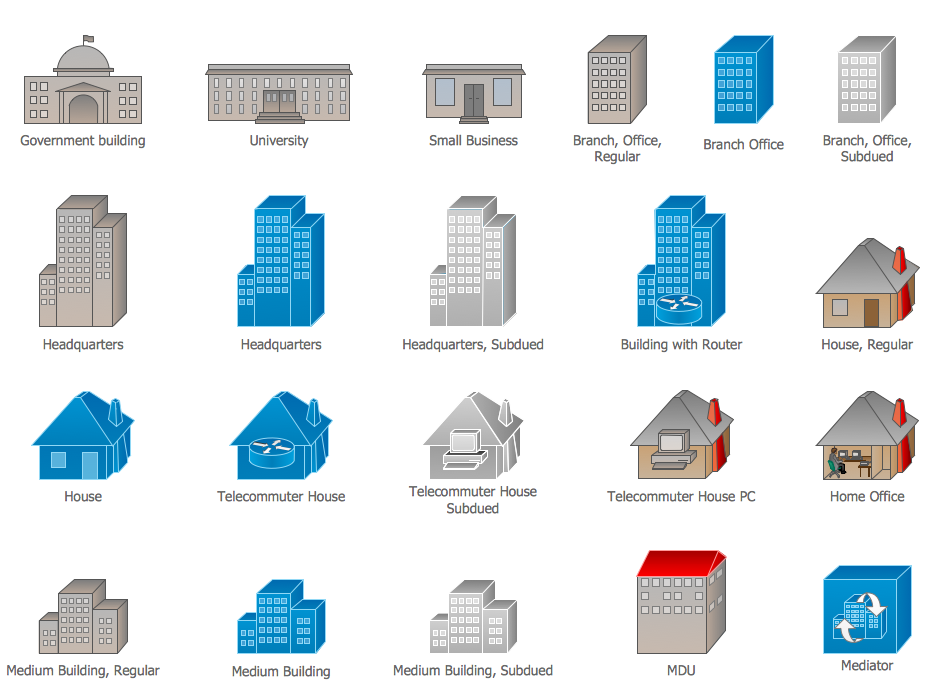 Government building
University
Small Business
Branch, Office,
Regular
Branch Office
Branch, Office,
Subdued
Headquarters
Headquarters
Headquarters, Subdued
Building with Router
House, Regular
House
Telecommuter House
Telecommuter House
Subdued
Telecommuter House PC
Home Office
Medium Building, Regular
Medium Building
Medium Building, Subdued
MDU
Mediator